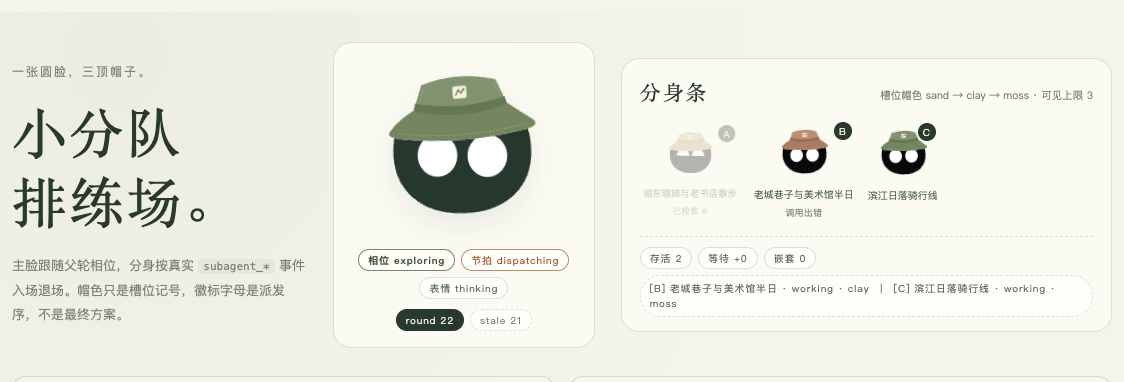 一张圆脸，三顶帽子。
小分队
排练场。
主脸跟随父轮相位，分身按真实 subagent_* 事件
入场退场。帽色只是槽位记号，徽标字母是派发
序，不是最终方案。
相位 exploring
节拍 dispatching
表情 thinking
round 22
stale 21
分身条
槽位帽色 sand → clay → moss · 可见上限 3
A
湖东咖啡与老书店散步
已检索 6
B
老城巷子与美术馆半日
调用出错
C
滨江日落骑行线
存活 2
等待 +0
嵌套 0
[B] 老城巷子与美术馆半日 · working · clay ｜ [C] 滨江日落骑行线 · working ·
moss